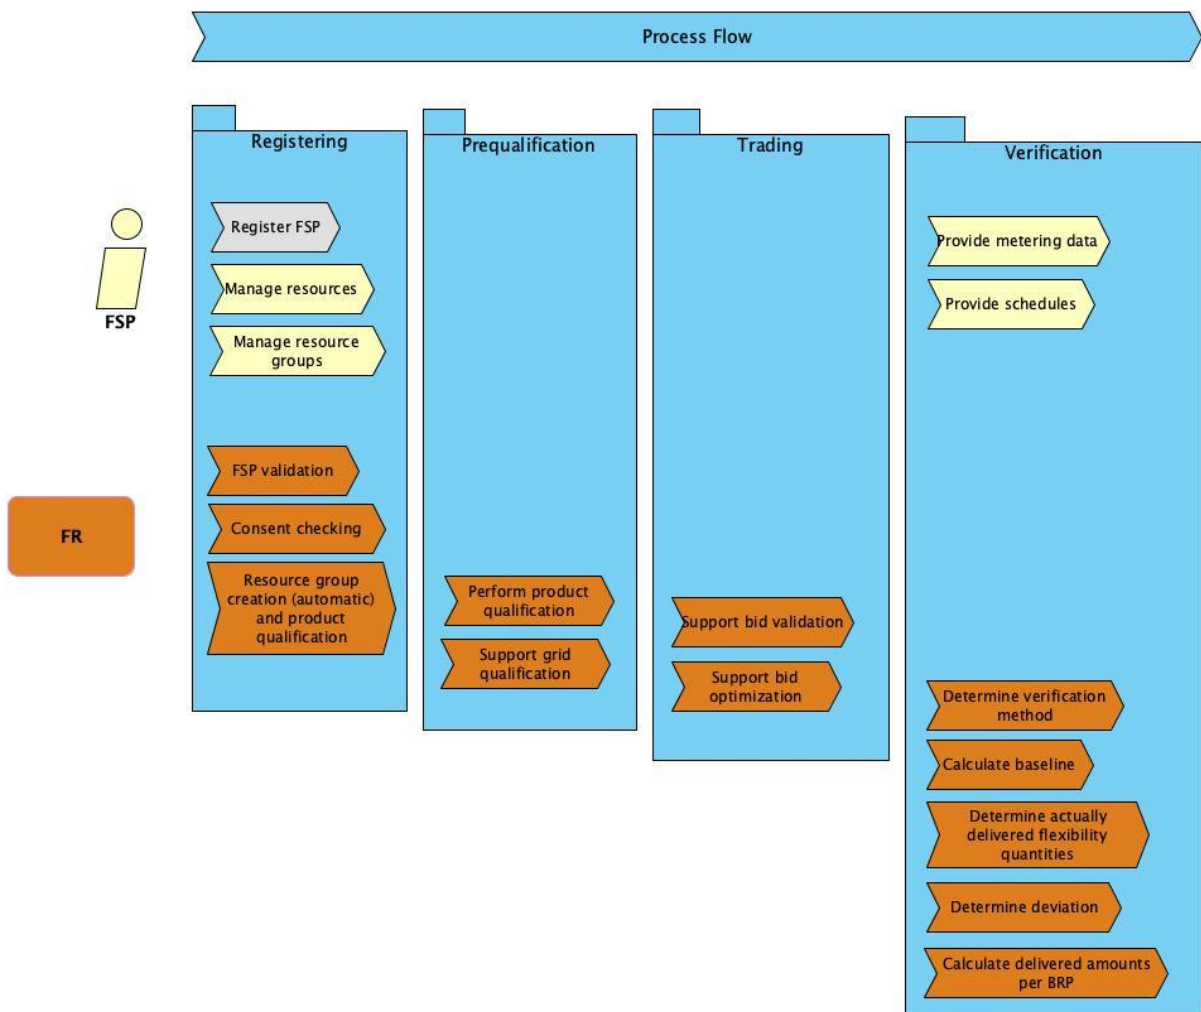 Process Flow
Registering
Prequalification
Trading
Verification
Register FSP
Manage resources
Manage resource
groups
FSP
Provide metering data
Provide schedules
FR
FSP validation
Consent checking
Resource group
creation (automatic)
and product
qualification
Perform product
qualification
Support grid
qualification
Support bid validation
Support bid
optimization
Determine verification
method
Calculate baseline
Determine actually
delivered flexibility
quantities
Determine deviation
Calculate delivered amounts
per BRP